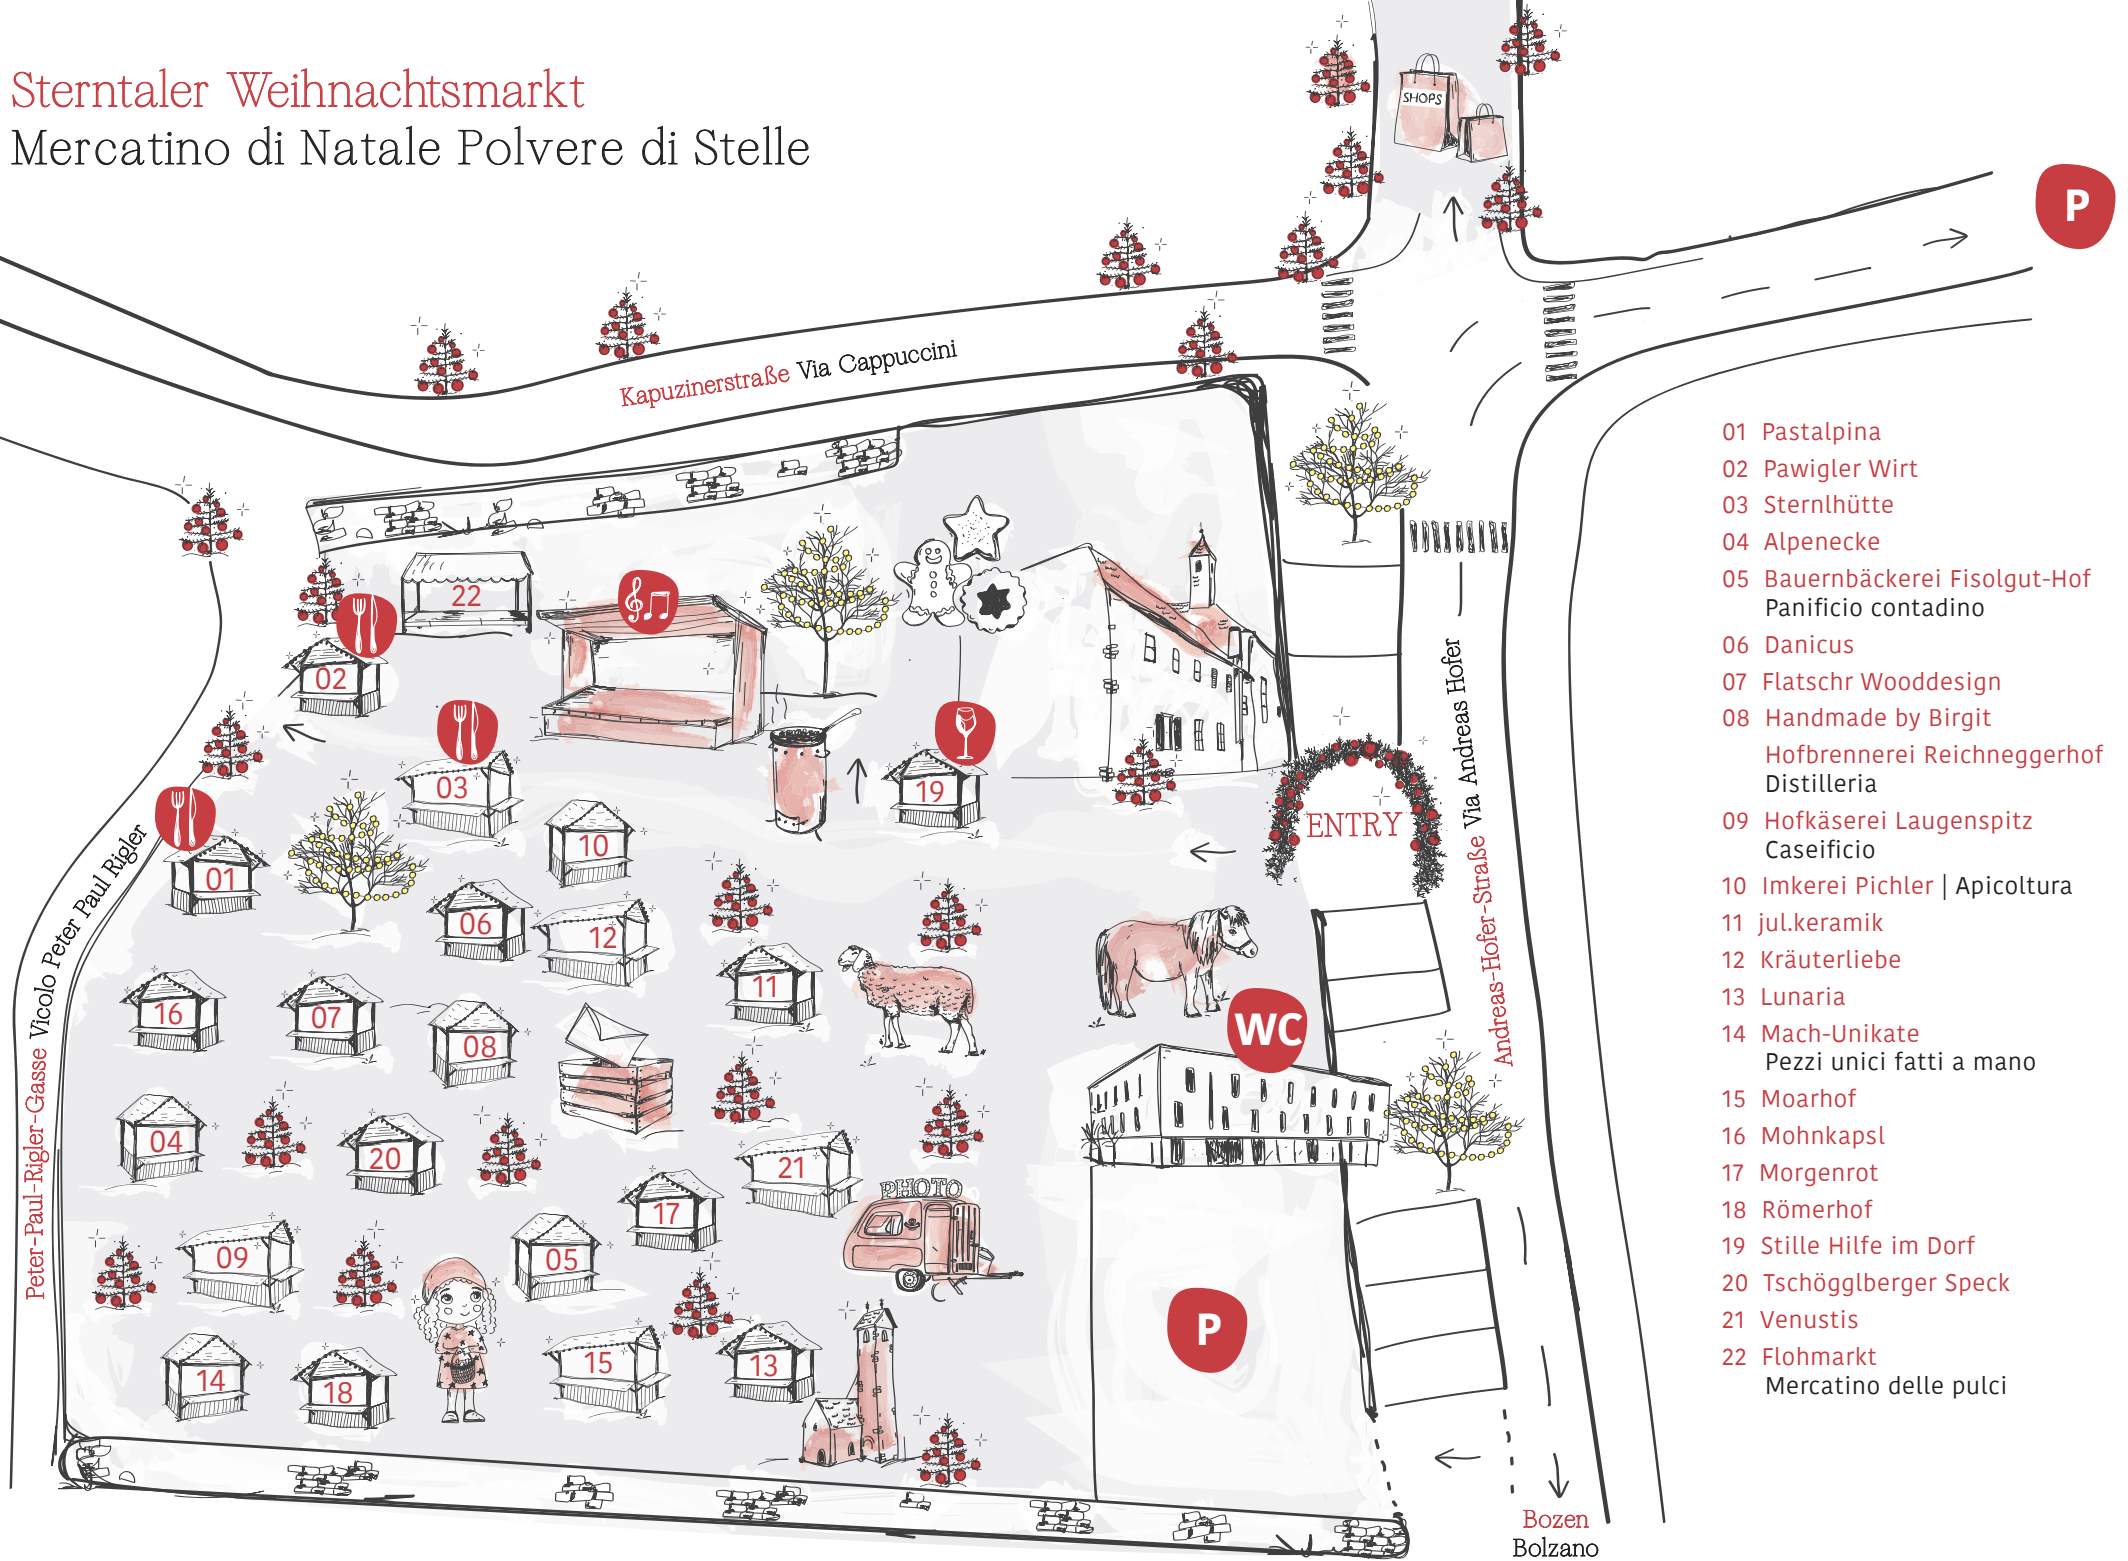 Sterntaler Weihnachtsmarkt
Mercatino di Natale Polvere di Stelle
SHOPS
P
Kapuzinerstraße Via Cappuccini
22
02
03
19
10
01
06
12
11
16
07
08
04
20
21
17
09
05
14
18
15
13
ENTRY
WC
PHOTO
P
Peter-Paul-Rigler-Gasse Vicolo Peter Paul Rigler
Andreas-Hofer-Straße Via Andreas Hofer
Bozen
Bolzano
01 Pastalpina
02 Pawigler Wirt
03 Sternlhütte
04 Alpenecke
05 Bauernbäckerei Fisolgut-Hof
Panificio contadino
06 Danicus
07 Flatschr Wooddesign
08 Handmade by Birgit
Hofbrennerei Reichneggerhof
Distilleria
09 Hofkäserei Laugenspitz
Caseificio
10 Imkerei Pichler | Apicoltura
11 jul.keramik
12 Kräuterliebe
13 Lunaria
14 Mach-Unikate
Pezzi unici fatti a mano
15 Moarhof
16 Mohnkapsl
17 Morgenrot
18 Römerhof
19 Stille Hilfe im Dorf
20 Tschögglberger Speck
21 Venustis
22 Flohmarkt
Mercatino delle pulci